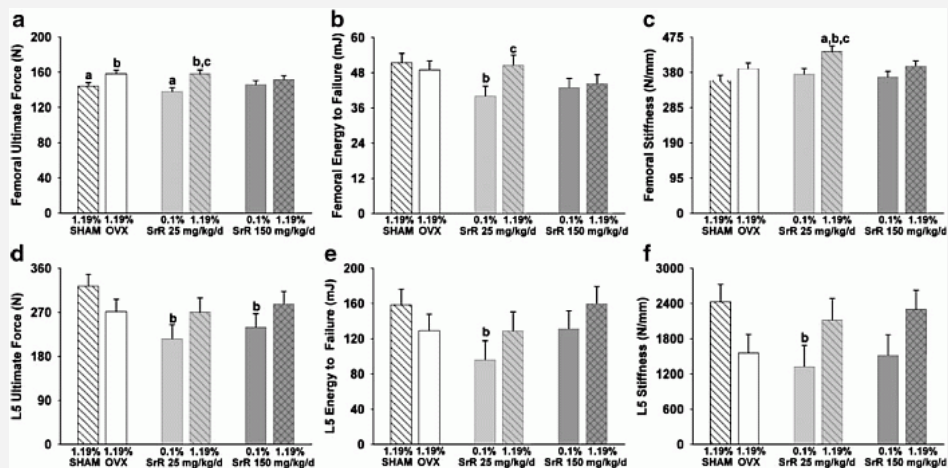 a
Femoral Ultimate Force (N)
200
160
120
80
40
0
a
b
a
b,c
1.19% 1.19%
SHAM OVX
0.1% 1.19%
SrR 25 mg/kg/d
0.1% 1.19%
SrR 150 mg/kg/d
b
Femoral Energy to Failure (mJ)
60
48
36
24
12
0
b
c
1.19% 1.19%
SHAM OVX
0.1% 1.19%
SrR 25 mg/kg/d
0.1% 1.19%
SrR 150 mg/kg/d
c
Femoral Stiffness (N/mm)
475
380
285
190
95
0
a,b,c
1.19% 1.19%
SHAM OVX
0.1% 1.19%
SrR 25 mg/kg/d
0.1% 1.19%
SrR 150 mg/kg/d
d
L5 Ultimate Force (N)
360
270
180
90
0
b
b
1.19% 1.19%
SHAM OVX
0.1% 1.19%
SrR 25 mg/kg/d
0.1% 1.19%
SrR 150 mg/kg/d
e
L5 Energy to Failure (mJ)
200
160
120
80
40
0
b
1.19% 1.19%
SHAM OVX
0.1% 1.19%
SrR 25 mg/kg/d
0.1% 1.19%
SrR 150 mg/kg/d
f
L5 Stiffness (N/mm)
3000
2400
1800
1200
600
0
b
1.19% 1.19%
SHAM OVX
0.1% 1.19%
SrR 25 mg/kg/d
0.1% 1.19%
SrR 150 mg/kg/d